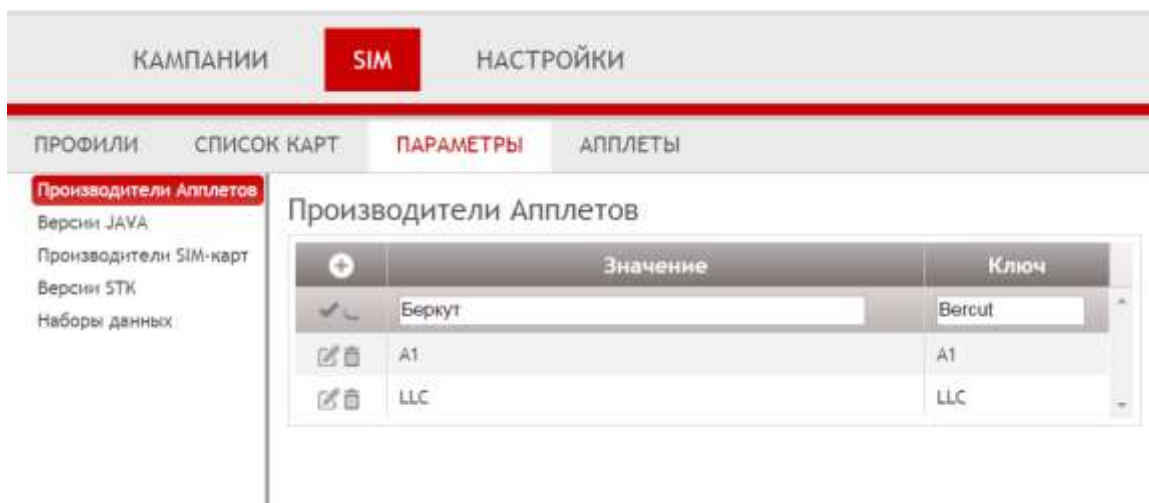 КАМПАНИИ SIM НАСТРОЙКИ
ПРОФИЛИ СПИСОК КАРТ ПАРАМЕТРЫ АППЛЕТЫ
Производители Апплетов
Версии JAVA
Производители SIM-карт
Версии STK
Наборы данных
Производители Апплетов
Значение Ключ
Беркут Bercut
A1 A1
LLC LLC